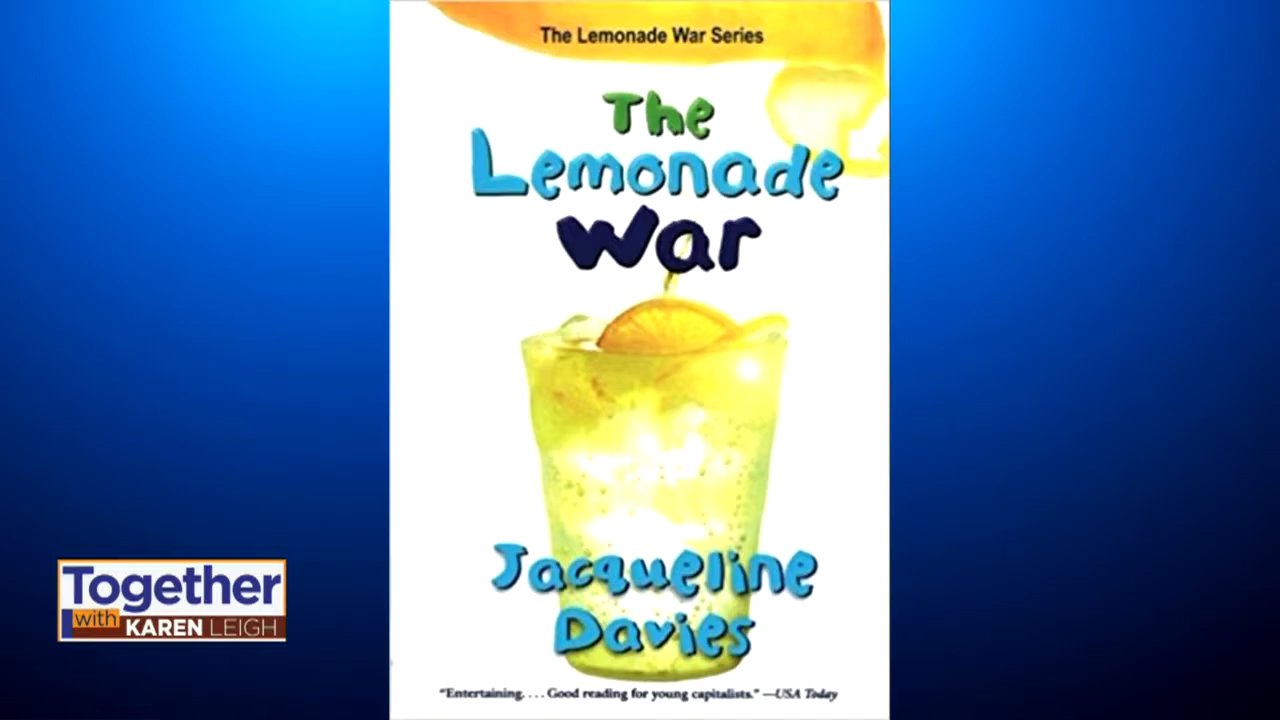 The Lemonade War Series
The
Lemonade
War
Jacqueline
Davies
"Entertaining. . . . Good reading for young capitalists." —USA Today
Together
with
KAREN LEIGH